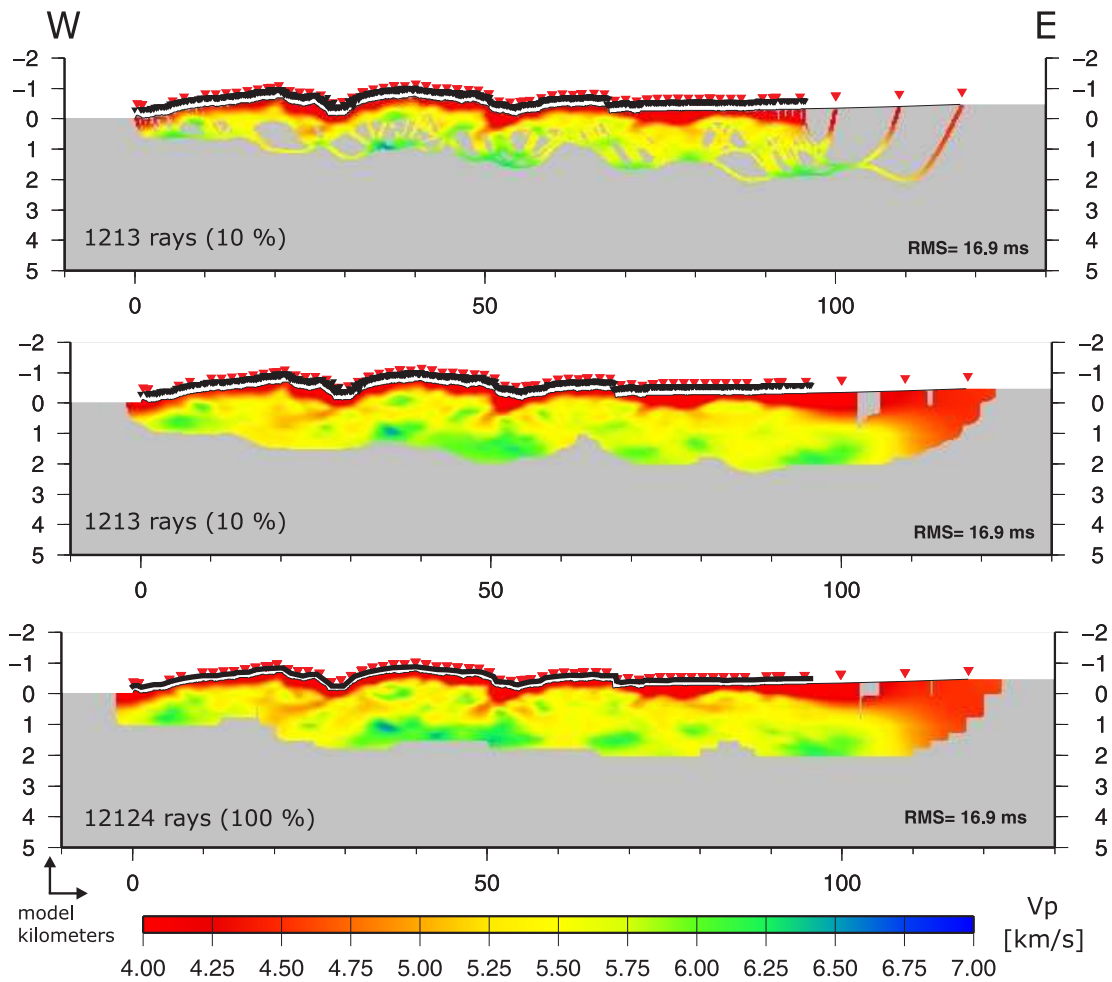 W E
−2 −2
−1 −1
0 0
1 1
2 2
3 3
4 4
5 5
1213 rays (10 %)
RMS= 16.9 ms
0 50 100
−2 −2
−1 −1
0 0
1 1
2 2
3 3
4 4
5 5
1213 rays (10 %)
RMS= 16.9 ms
0 50 100
−2 −2
−1 −1
0 0
1 1
2 2
3 3
4 4
5 5
12124 rays (100 %)
RMS= 16.9 ms
0 50 100
model
kilometers
Vp
[km/s]
4.00 4.25 4.50 4.75 5.00 5.25 5.50 5.75 6.00 6.25 6.50 6.75 7.00